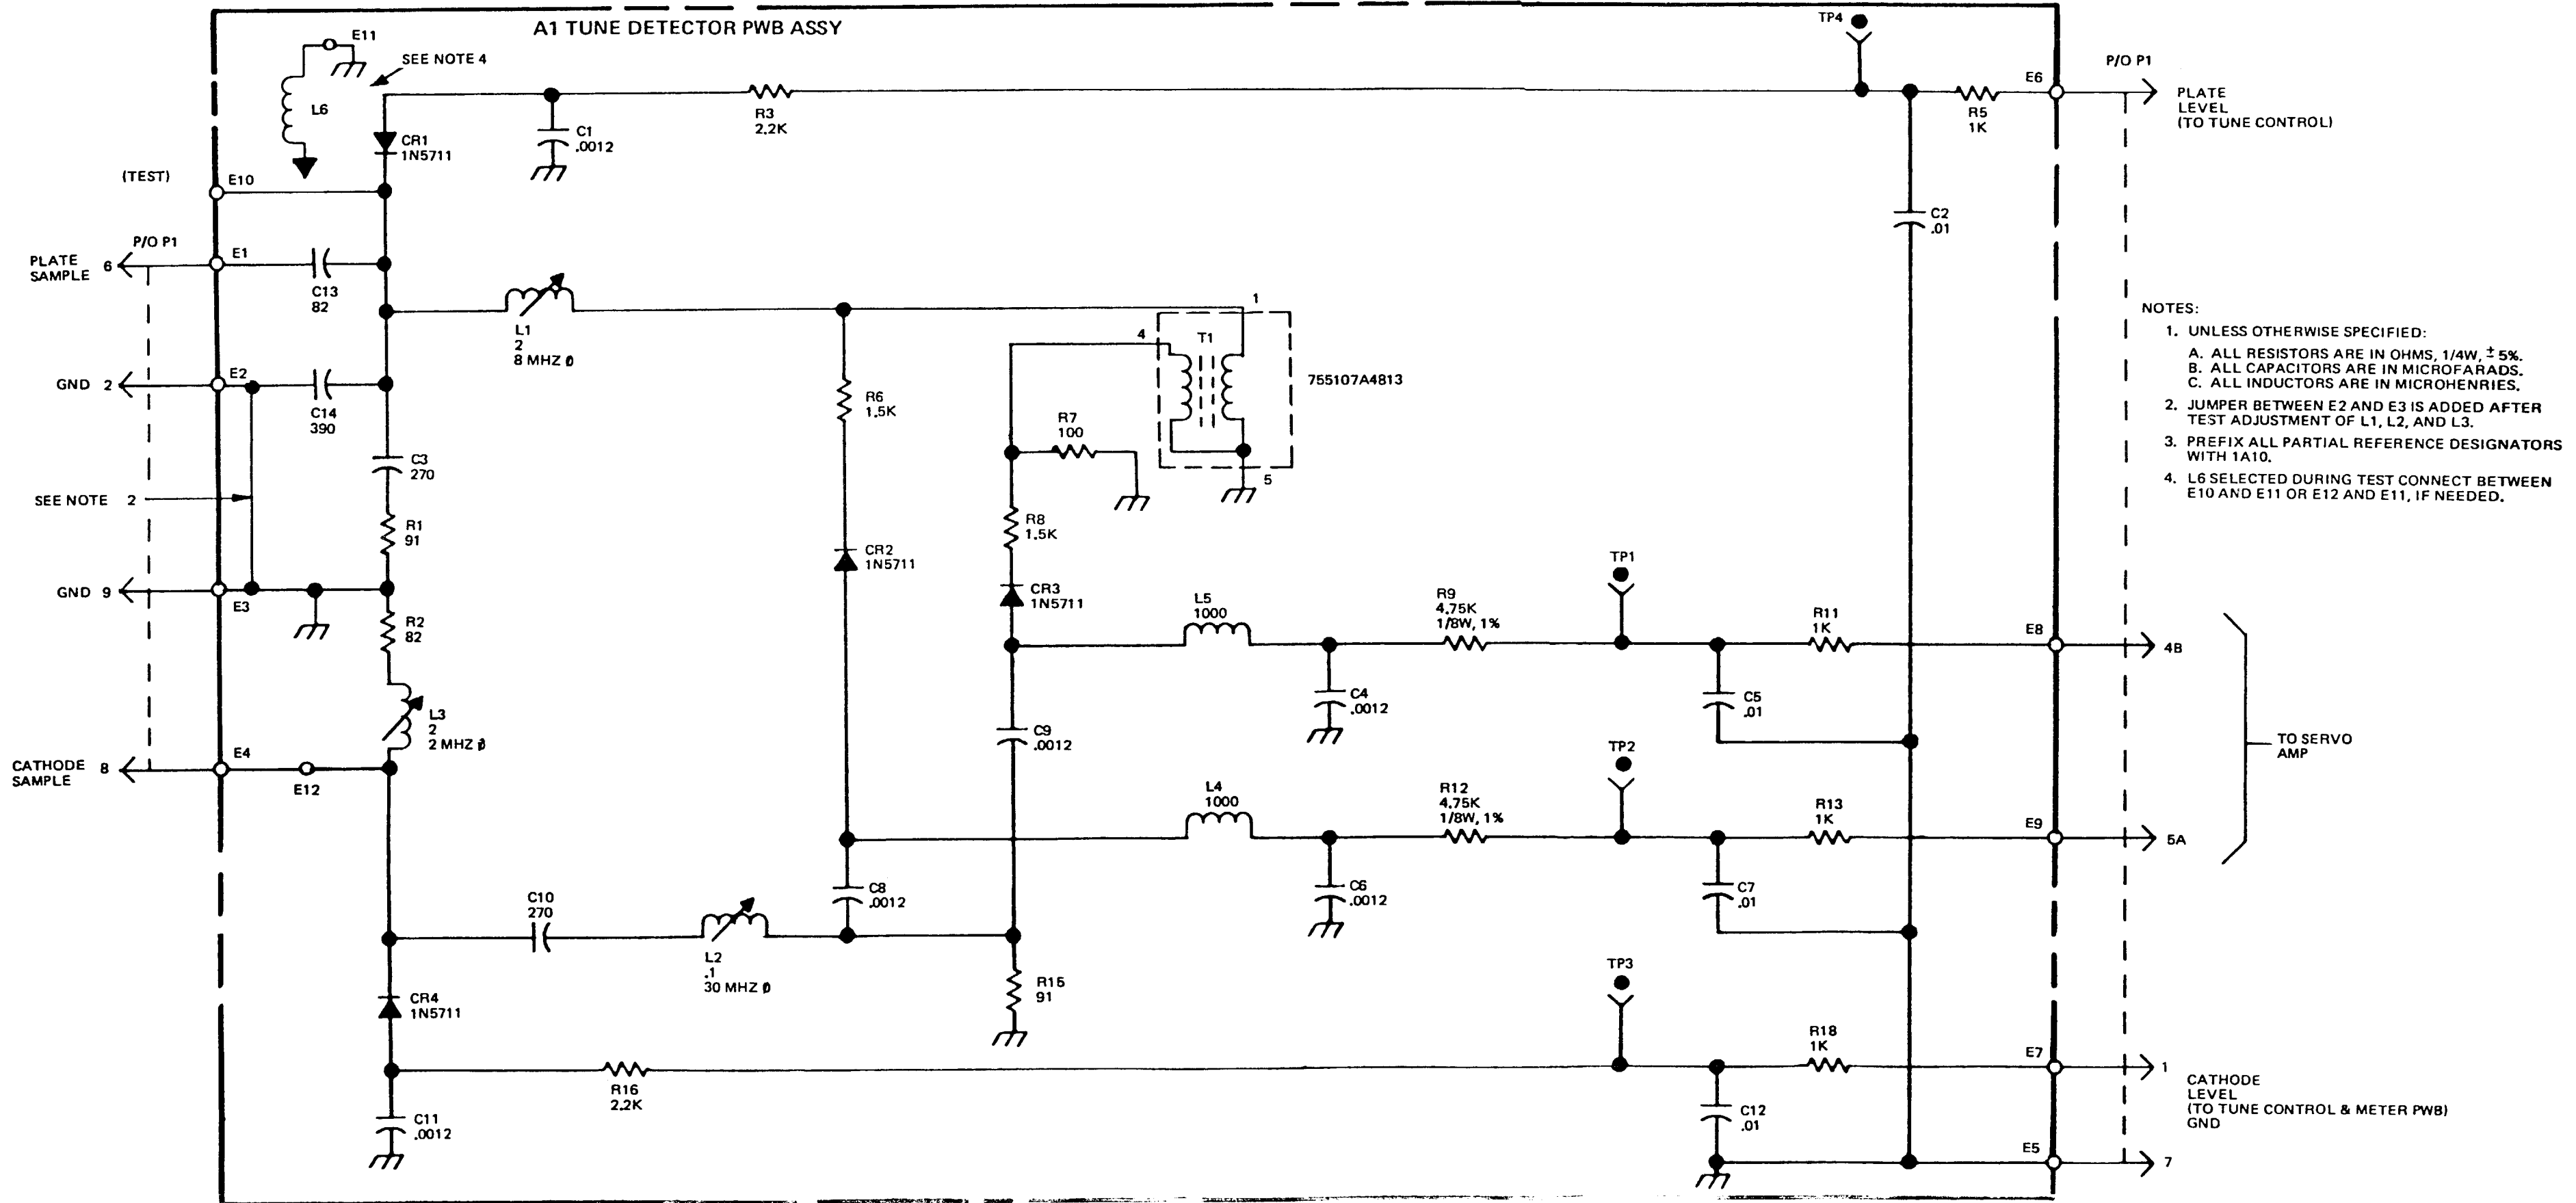 A1 TUNE DETECTOR PWB ASSY
TP4
E11
SEE NOTE 4
L6
P/O P1
E6
R3
2.2K
R5
1K
PLATE
LEVEL
(TO TUNE CONTROL)
C1
.0012
CR1
1N5711
(TEST)
E10
C2
.01
P/O P1
E1
PLATE
SAMPLE 6
C13
82
L1
2
8 MHZ Ø
1
4
T1
755107A4813
5
NOTES:
1. UNLESS OTHERWISE SPECIFIED:
A. ALL RESISTORS ARE IN OHMS, 1/4W, ± 5%.
B. ALL CAPACITORS ARE IN MICROFARADS.
C. ALL INDUCTORS ARE IN MICROHENRIES.
2. JUMPER BETWEEN E2 AND E3 IS ADDED AFTER
TEST ADJUSTMENT OF L1, L2, AND L3.
3. PREFIX ALL PARTIAL REFERENCE DESIGNATORS
WITH 1A10.
4. L6 SELECTED DURING TEST CONNECT BETWEEN
E10 AND E11 OR E12 AND E11, IF NEEDED.
GND 2
E2
C14
390
R6
1.5K
R7
100
C3
270
SEE NOTE 2
R1
91
R8
1.5K
CR2
1N5711
TP1
GND 9
E3
CR3
1N5711
L5
1000
R9
4.75K
1/8W, 1%
R11
1K
E8
4B
R2
82
C4
.0012
C5
.01
L3
2
2 MHZ Ø
C9
.0012
TP2
TO SERVO
AMP
CATHODE
SAMPLE 8
E4
E12
L4
1000
R12
4.75K
1/8W, 1%
R13
1K
E9
5A
C10
270
C8
.0012
C6
.0012
C7
.01
L2
.1
30 MHZ Ø
R15
91
TP3
CR4
1N5711
R18
1K
E7
1
R16
2.2K
CATHODE
LEVEL
(TO TUNE CONTROL & METER PWB)
GND
C11
.0012
C12
.01
E5
7